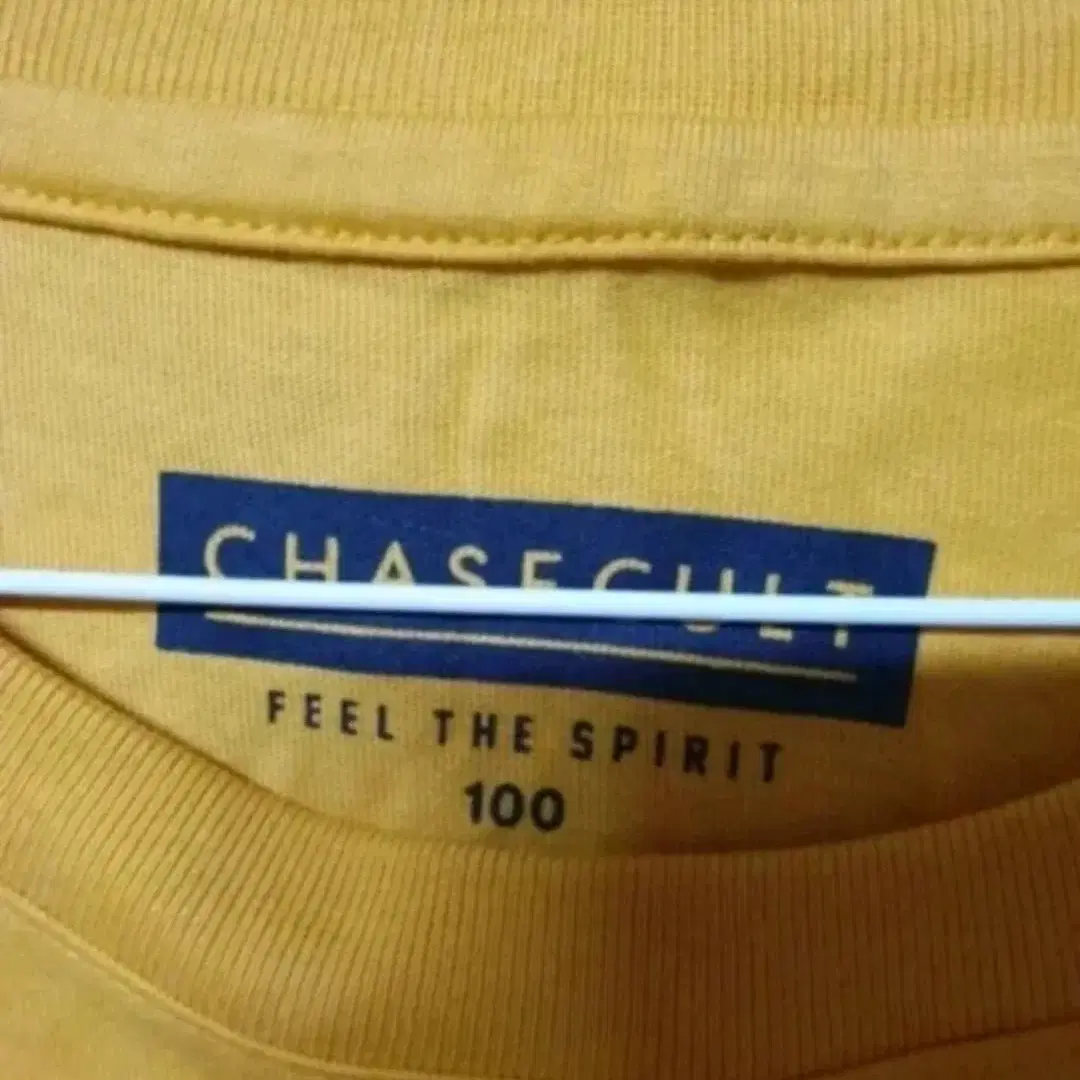 CHASECULT
FEEL THE SPIRIT
100